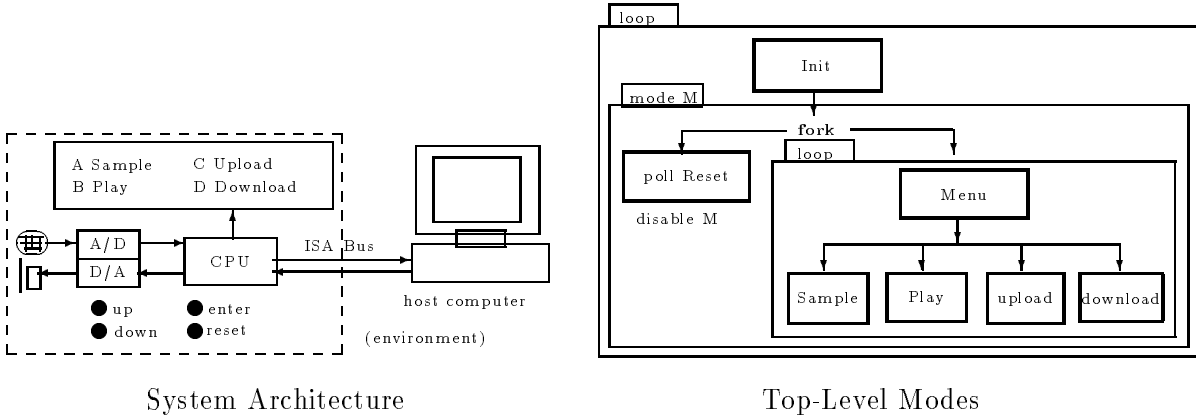 A Sample C Upload
B Play D Download
A/D
D/A
CPU
ISA Bus
up
down
enter
reset
host computer
(environment)
System Architecture
loop
Init
mode M
fork
poll Reset
disable M
loop
Menu
Sample Play upload download
Top-Level Modes